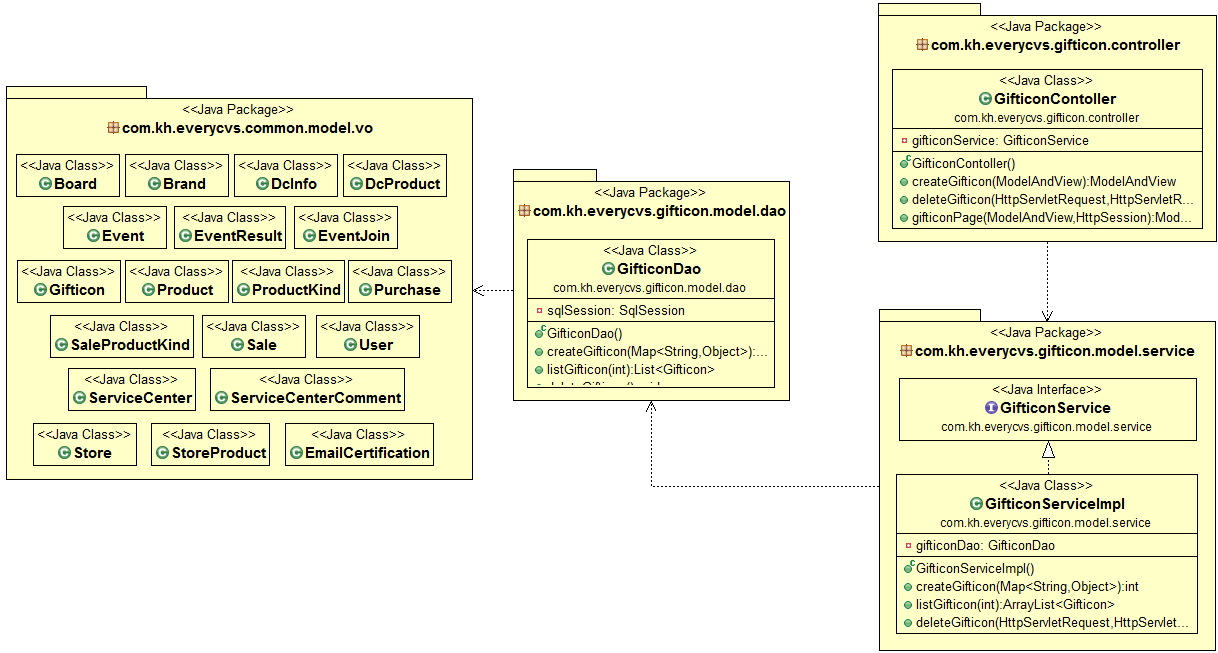 <<Java Package>>
com.kh.everycvs.common.model.vo
<<Java Class>> <<Java Class>> <<Java Class>> <<Java Class>>
Board Brand DcInfo DcProduct
<<Java Class>> <<Java Class>> <<Java Class>>
Event EventResult EventJoin
<<Java Class>> <<Java Class>> <<Java Class>> <<Java Class>>
Gifticon Product ProductKind Purchase
<<Java Class>> <<Java Class>> <<Java Class>>
SaleProductKind Sale User
<<Java Class>> <<Java Class>>
ServiceCenter ServiceCenterComment
<<Java Class>> <<Java Class>> <<Java Class>>
Store StoreProduct EmailCertification
<<Java Package>>
com.kh.everycvs.gifticon.model.dao
<<Java Class>>
GifticonDao
com.kh.everycvs.gifticon.model.dao
sqlSession: SqlSession
GifticonDao()
createGifticon(Map<String,Object>):...
listGifticon(int):List<Gifticon>
<<Java Package>>
com.kh.everycvs.gifticon.controller
<<Java Class>>
GifticonContoller
com.kh.everycvs.gifticon.controller
gifticonService: GifticonService
GifticonContoller()
createGifticon(ModelAndView):ModelAndView
deleteGifticon(HttpServletRequest,HttpServletR...
gifticonPage(ModelAndView,HttpSession):Mod...
<<Java Package>>
com.kh.everycvs.gifticon.model.service
<<Java Interface>>
GifticonService
com.kh.everycvs.gifticon.model.service
<<Java Class>>
GifticonServiceImpl
com.kh.everycvs.gifticon.model.service
gifticonDao: GifticonDao
GifticonServiceImpl()
createGifticon(Map<String,Object>):int
listGifticon(int):ArrayList<Gifticon>
deleteGifticon(HttpServletRequest,HttpServlet...